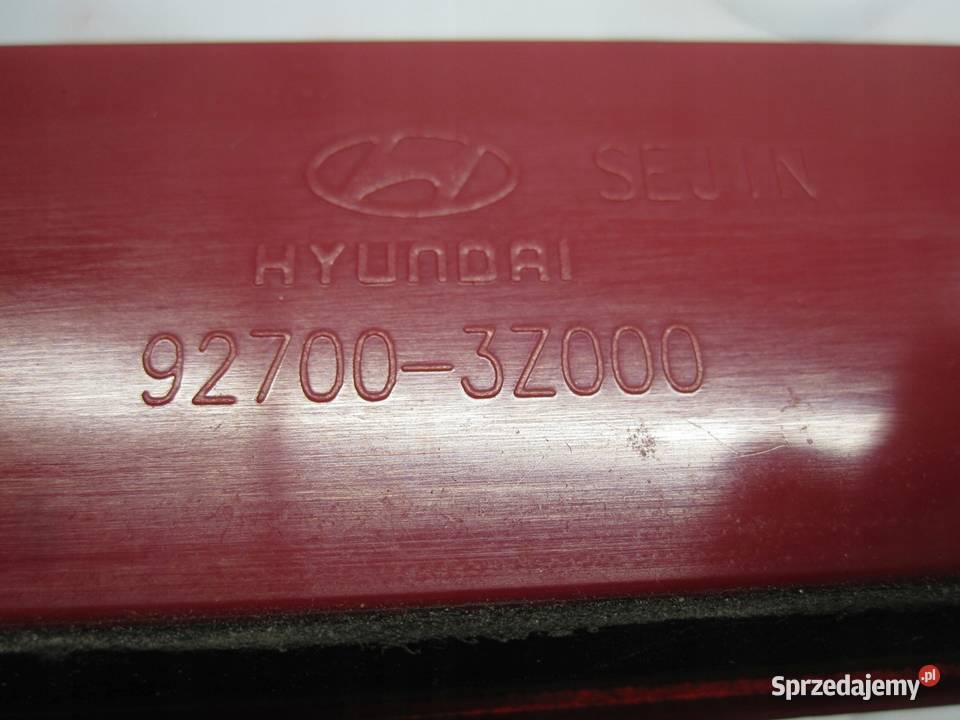 SEJIN
HYUNDAI
92700-3Z000
Sprzedajemy.pl